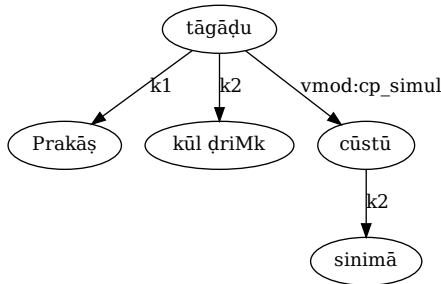 tāgāḍu
k1 k2 vmod:cp_simul
Prakāṣ kūl ḍriMk cūstū
k2
sinimā